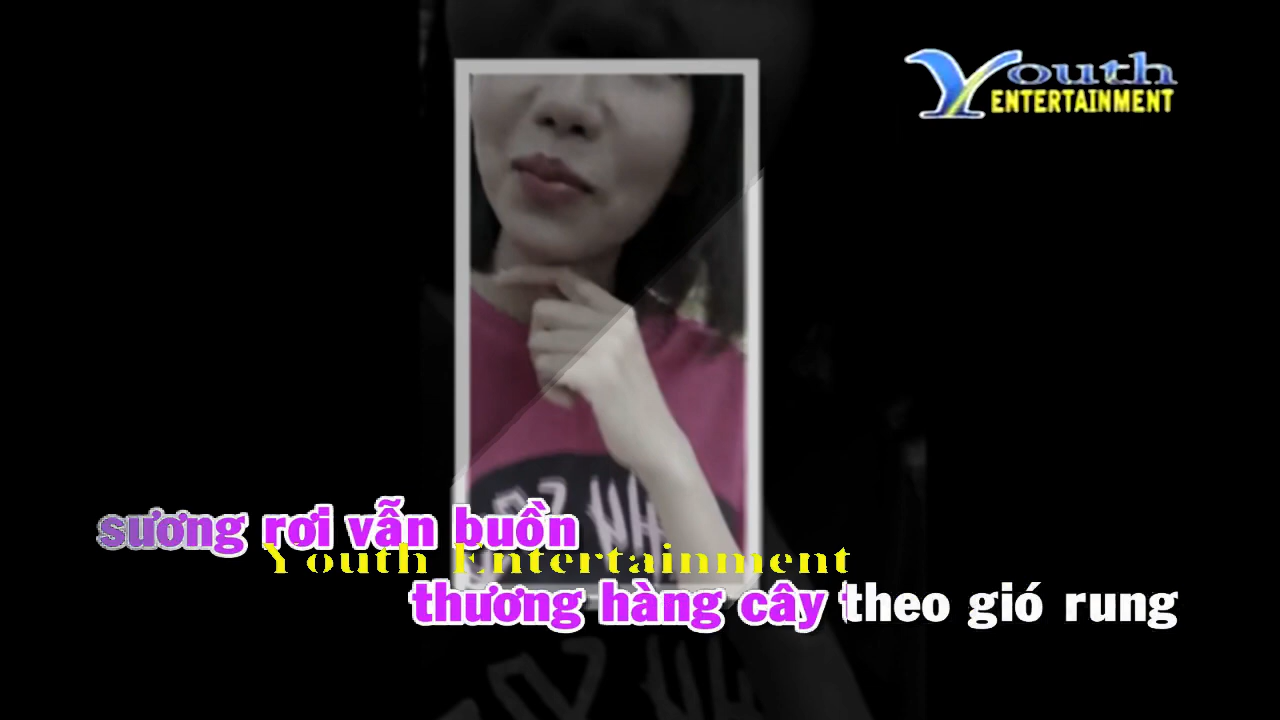 Youth
ENTERTAINMENT
sương rơi vẫn buồn
Youth Entertainment
thương hàng cây theo gió rung